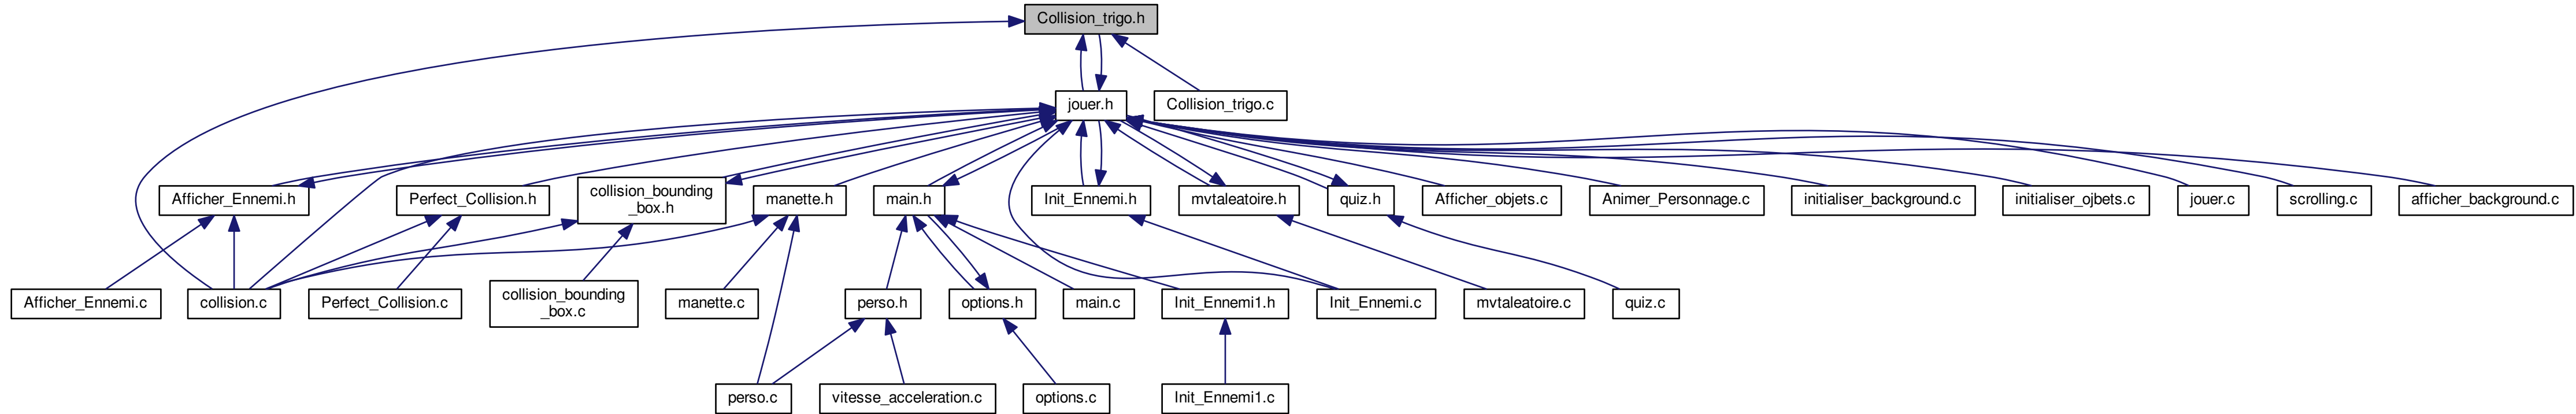 Collision_trigo.h
jouer.h
Collision_trigo.c
Afficher_Ennemi.h
Perfect_Collision.h
collision_bounding
_box.h
manette.h
main.h
Init_Ennemi.h
mvtaleatoire.h
quiz.h
Afficher_objets.c
Animer_Personnage.c
initialiser_background.c
initialiser_ojbets.c
jouer.c
scrolling.c
afficher_background.c
Afficher_Ennemi.c
collision.c
Perfect_Collision.c
collision_bounding
_box.c
manette.c
perso.h
options.h
main.c
Init_Ennemi1.h
Init_Ennemi.c
mvtaleatoire.c
quiz.c
perso.c
vitesse_acceleration.c
options.c
Init_Ennemi1.c